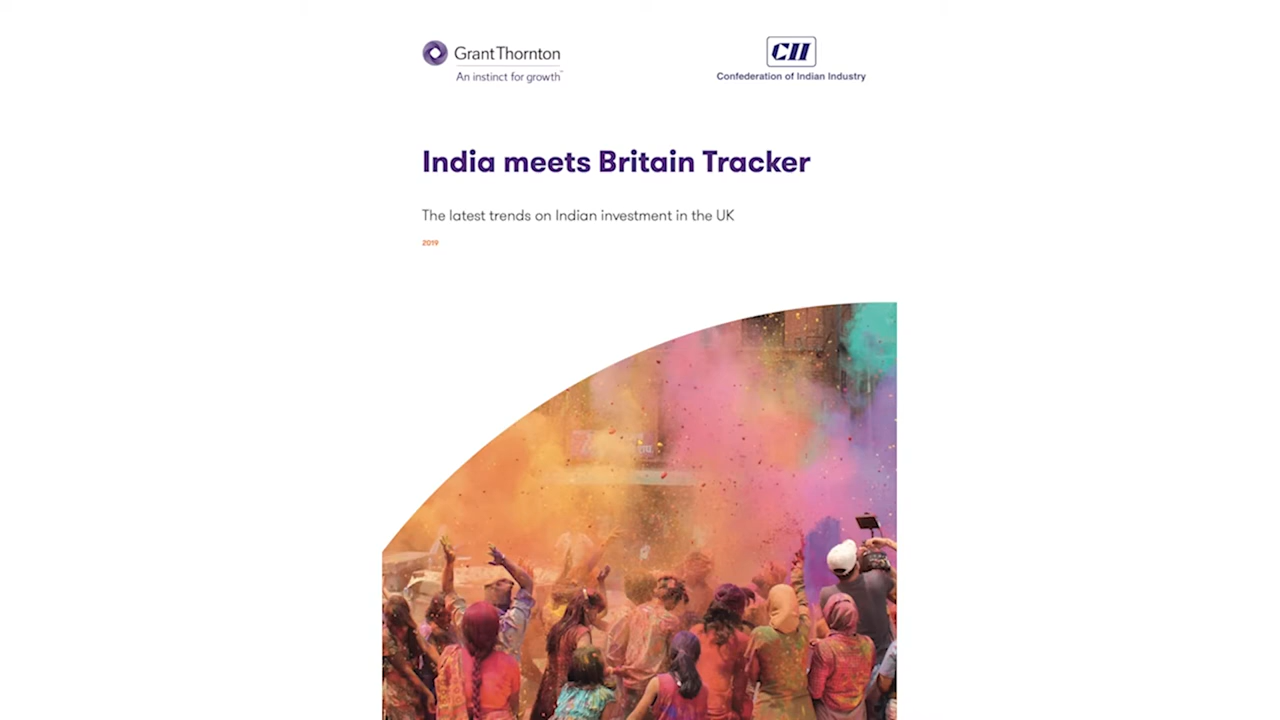 Grant Thornton
An instinct for growth™
CII
Confederation of Indian Industry
India meets Britain Tracker
The latest trends on Indian investment in the UK
2019